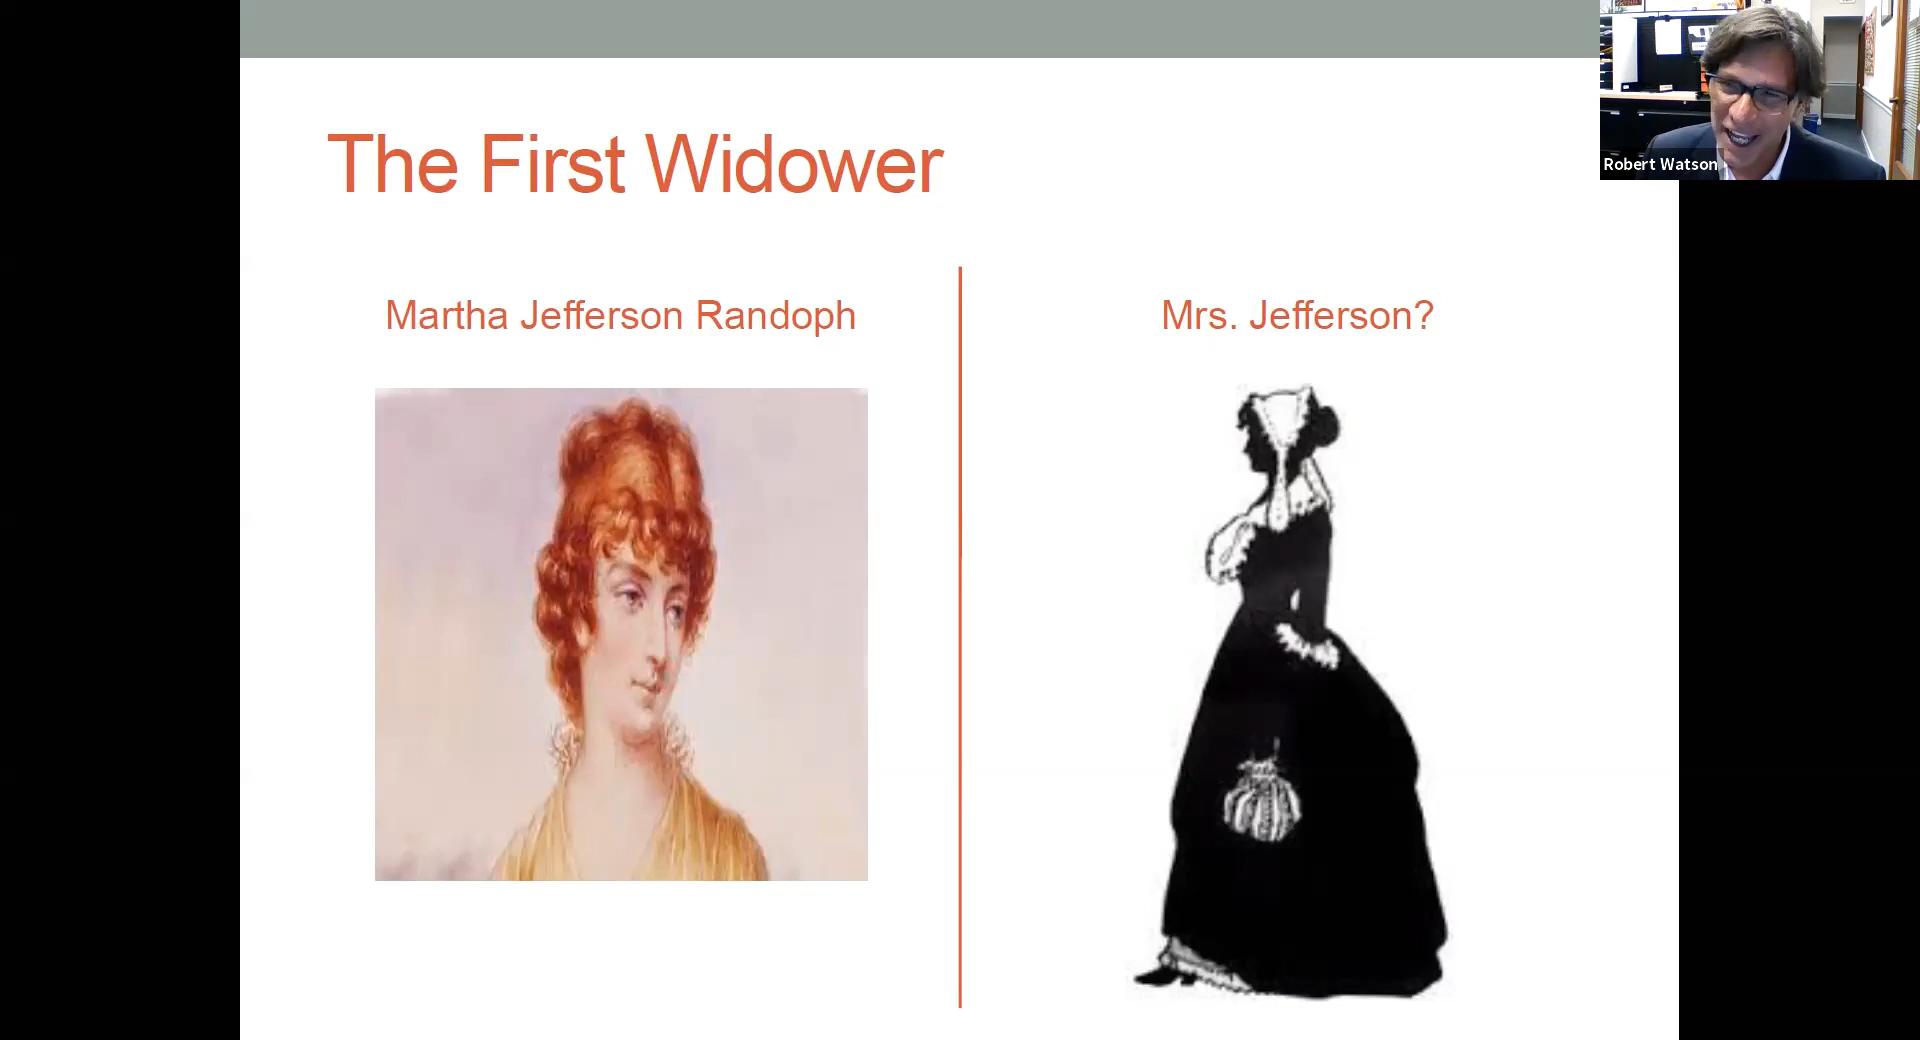 The First Widower
Martha Jefferson Randoph
Mrs. Jefferson?
Robert Watson